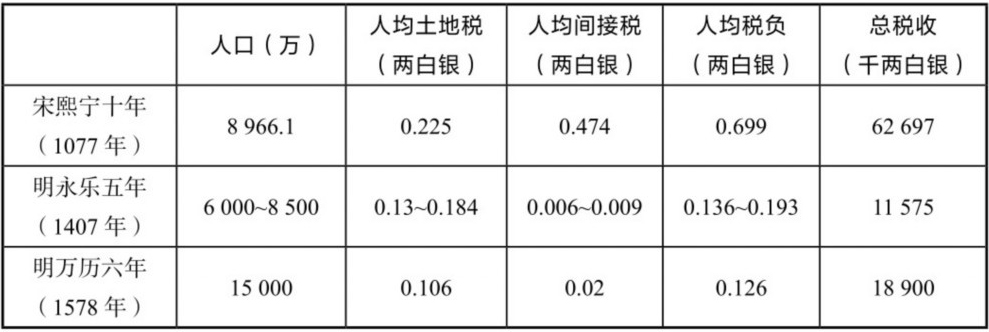 人口（万） 人均土地税（两白银） 人均间接税（两白银） 人均税负（两白银） 总税收（千两白银）
宋熙宁十年（1077 年） 8 966.1 0.225 0.474 0.699 62 697
明永乐五年（1407 年） 6 000~8 500 0.13~0.184 0.006~0.009 0.136~0.193 11 575
明万历六年（1578 年） 15 000 0.106 0.02 0.126 18 900